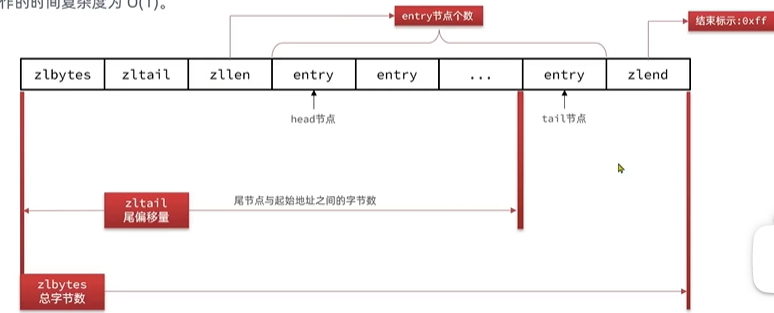 作的时间复杂度为 O(1)。
entry节点个数
结束标示:0xff
zlbytes zltail zllen entry entry ... entry zlend
head节点 tail节点
zltail
尾偏移量
尾节点与起始地址之间的字节数
zlbytes
总字节数